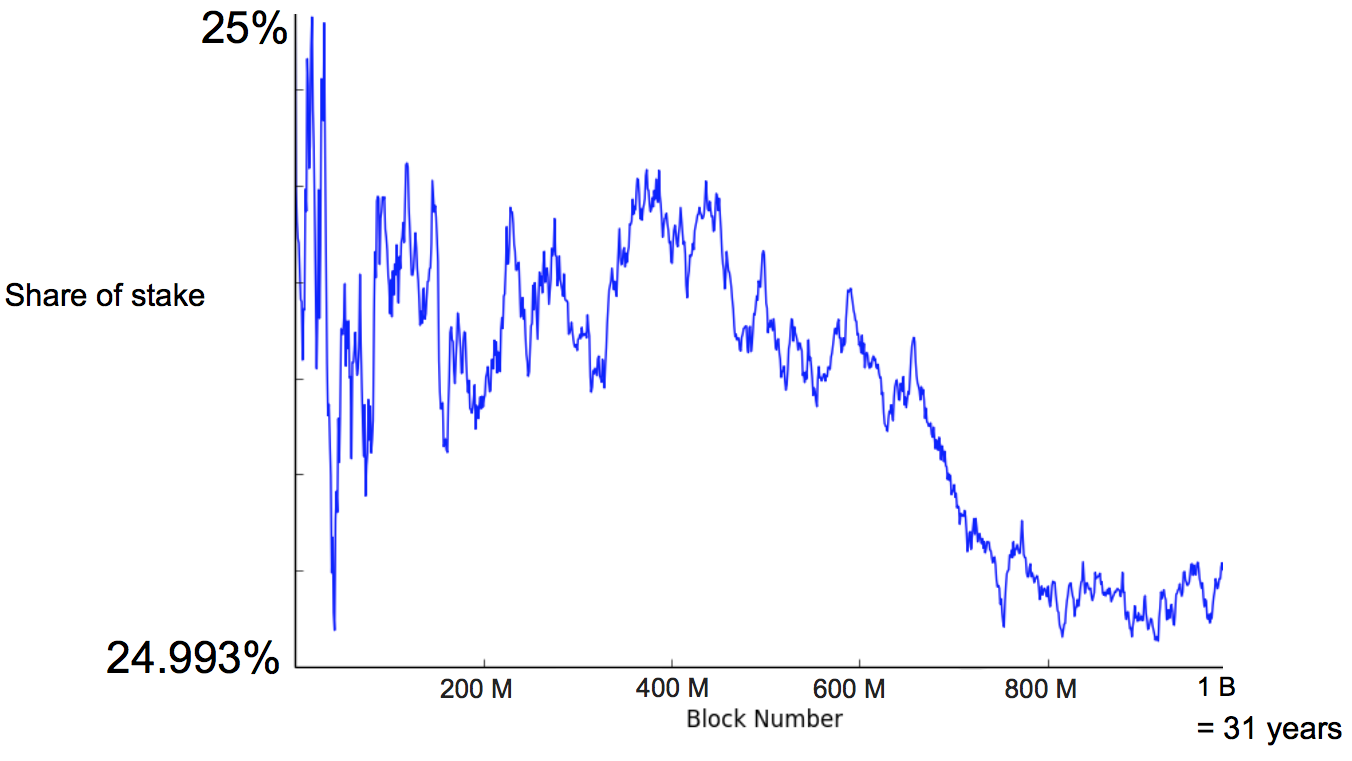 25%
Share of stake
24.993%
200 M 400 M 600 M 800 M 1 B
Block Number
= 31 years